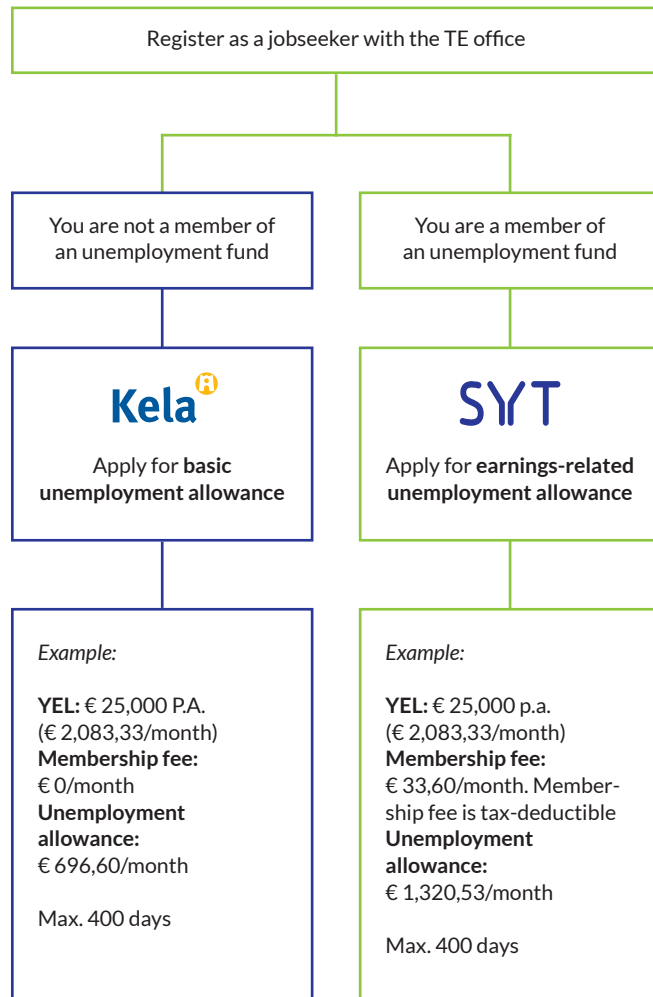 Register as a jobseeker with the TE office
You are not a member of
an unemployment fund
You are a member of
an unemployment fund
Kela
Apply for basic
unemployment allowance
SYT
Apply for earnings-related
unemployment allowance
Example:
YEL: € 25,000 P.A.
(€ 2,083,33/month)
Membership fee:
€ 0/month
Unemployment
allowance:
€ 696,60/month
Max. 400 days
Example:
YEL: € 25,000 p.a.
(€ 2,083,33/month)
Membership fee:
€ 33,60/month. Member-
ship fee is tax-deductible
Unemployment
allowance:
€ 1,320,53/month
Max. 400 days